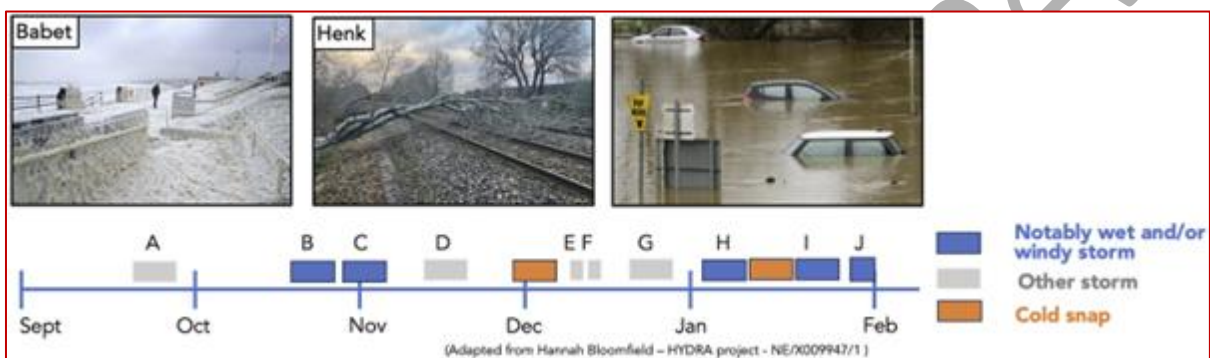 Babet
Henk
A
B
C
D
E
F
G
H
I
J
Sept
Oct
Nov
Dec
Jan
Feb
Notably wet and/or
windy storm
Other storm
Cold snap
(Adapted from Hannah Bloomfield – HYDRA project - NE/X009947/1 )